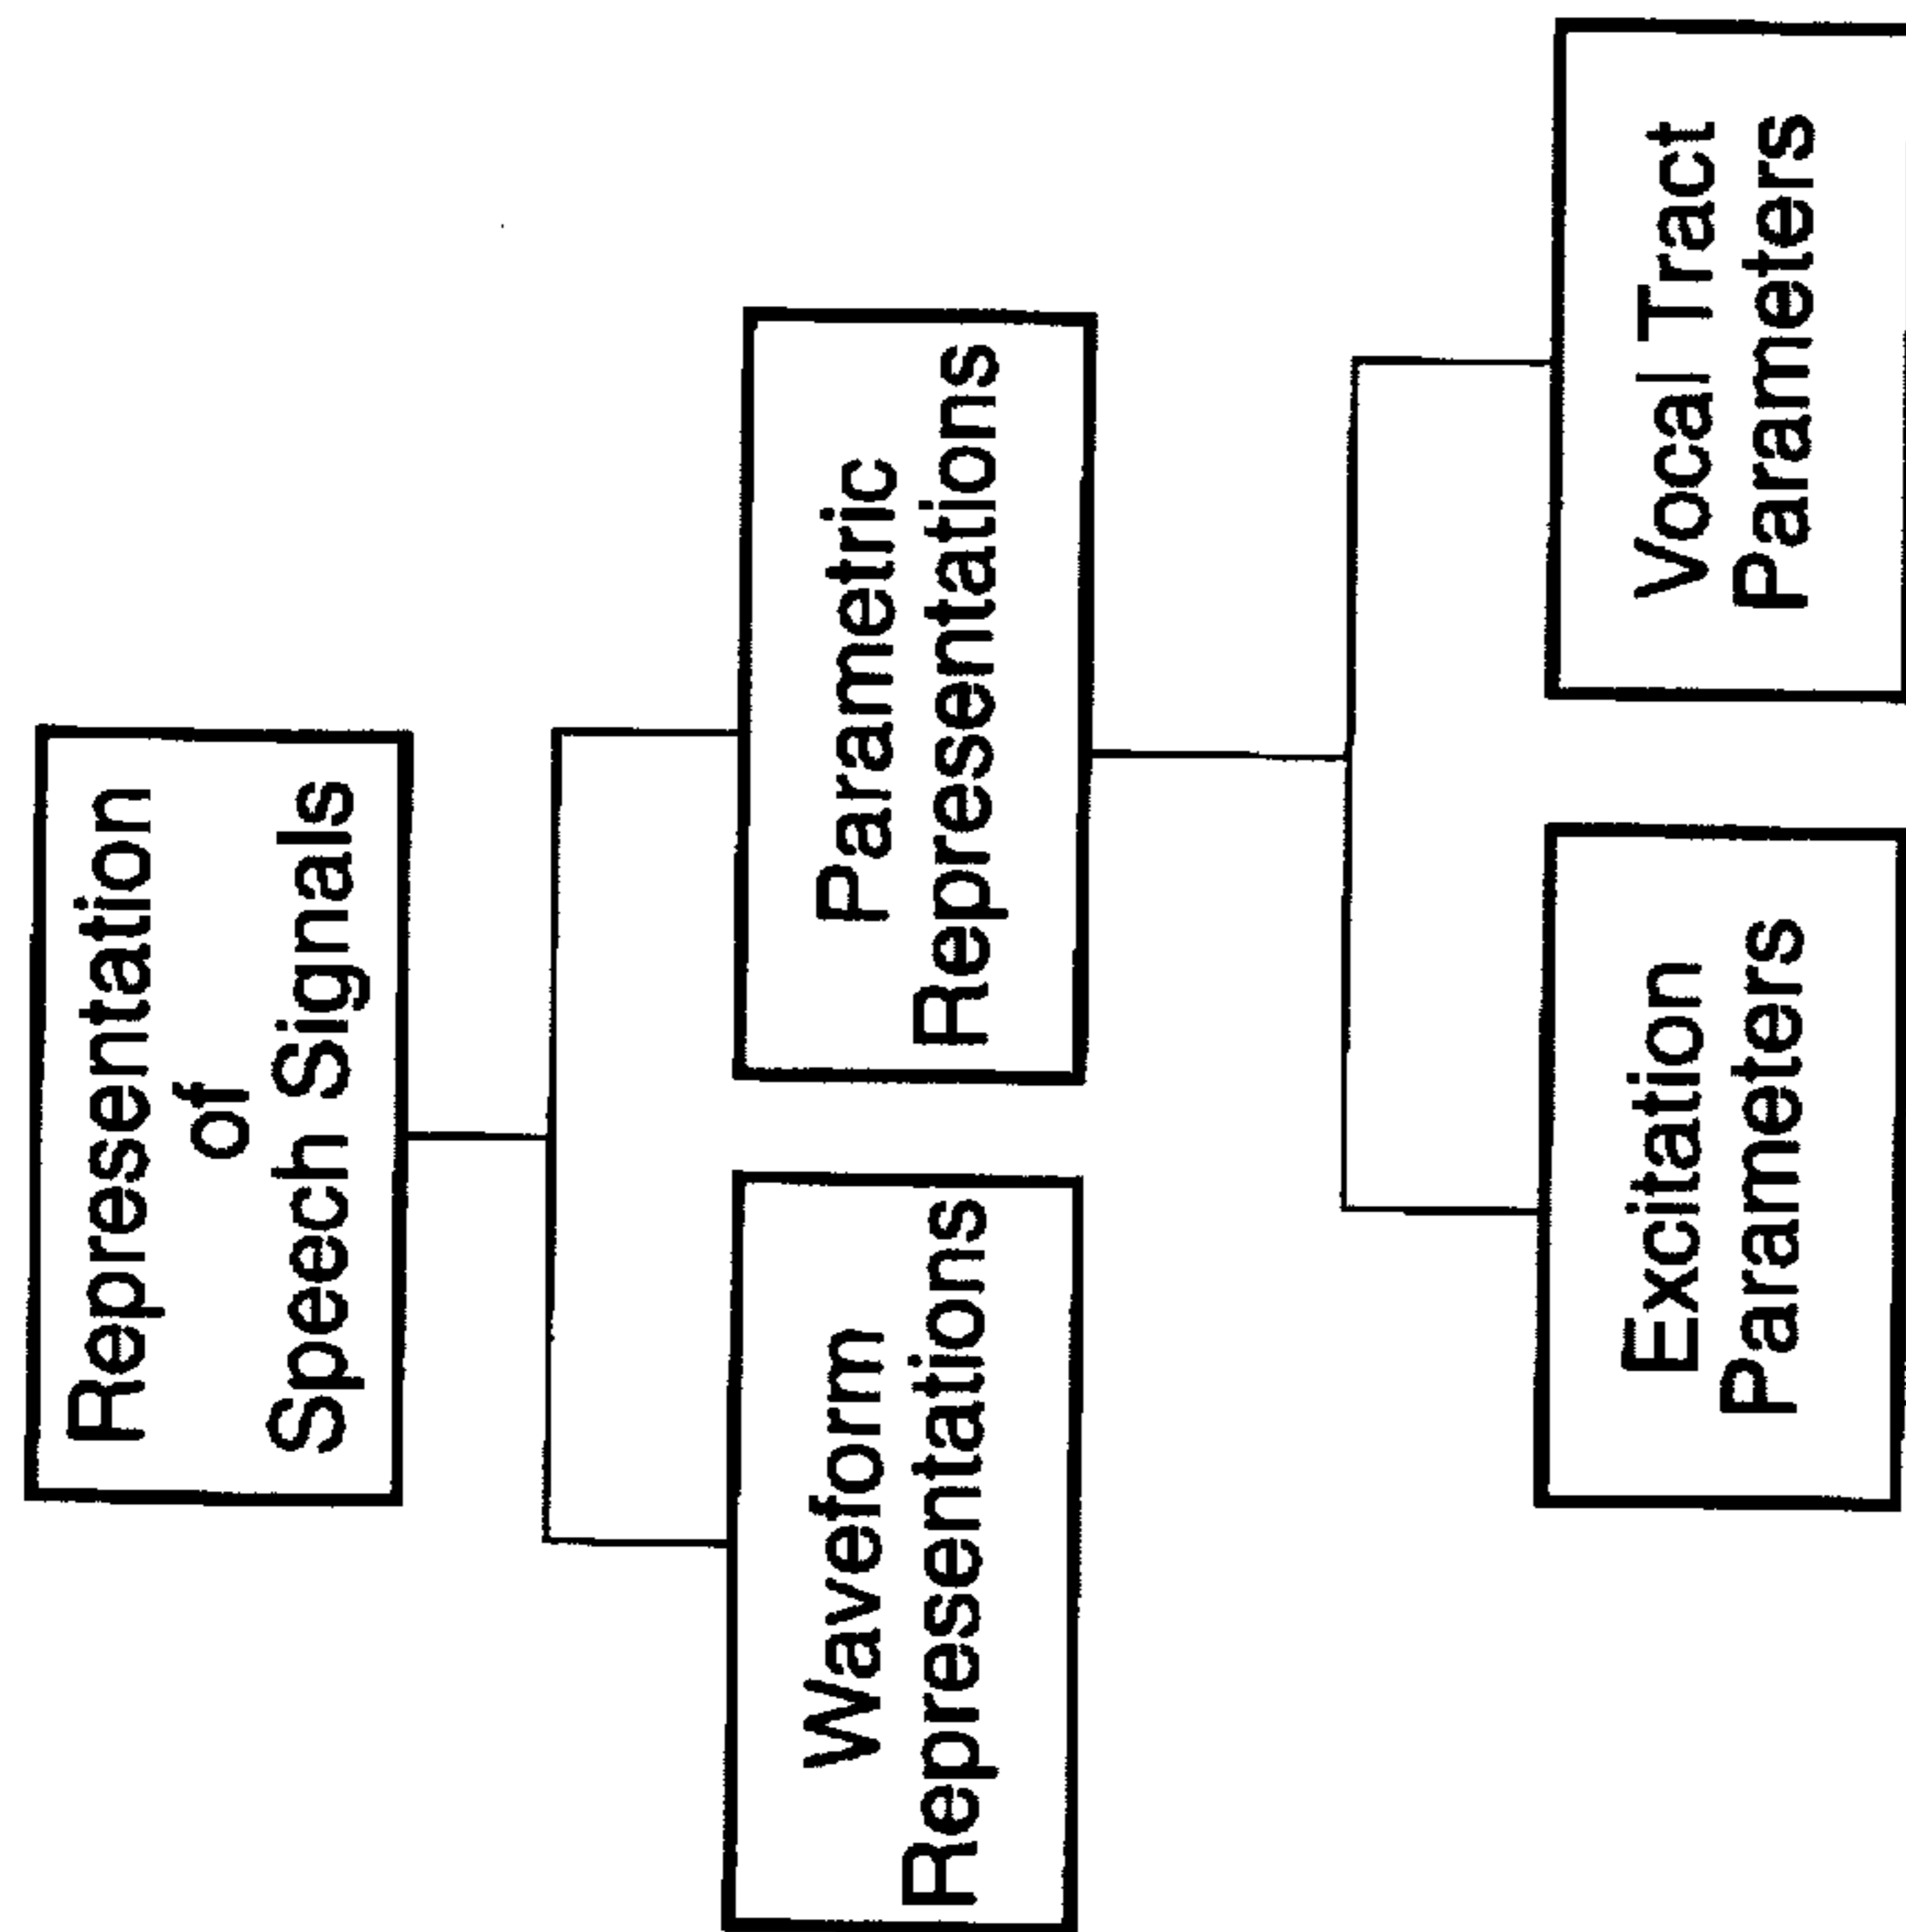 Representation
of
Speech Signals
Waveform
Representations
Parametric
Representations
Excitation
Parameters
Vocal Tract
Parameters